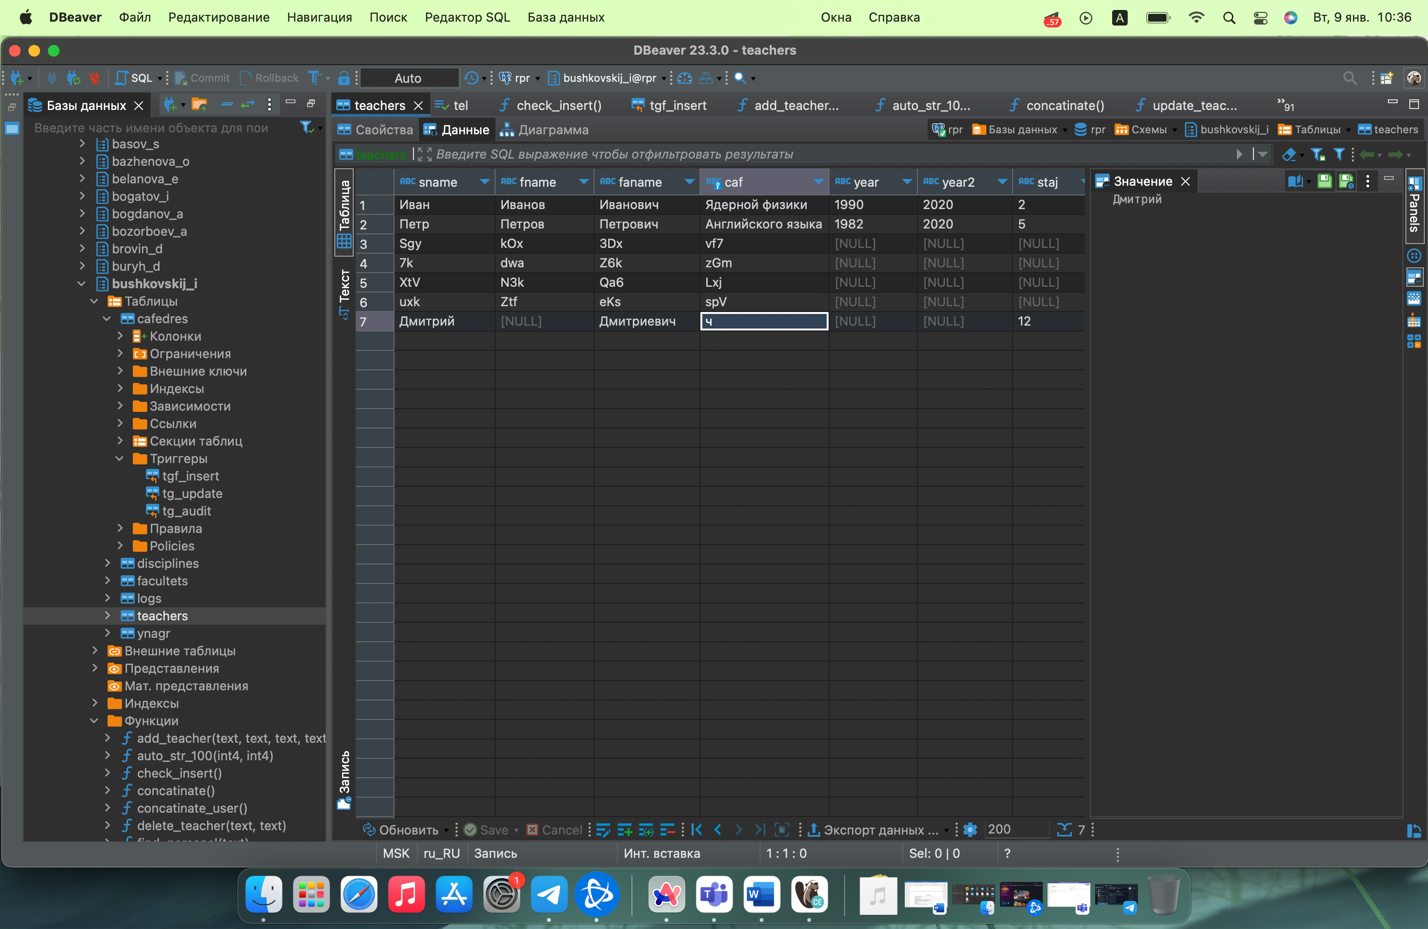 DBeaver Файл Редактирование Навигация Поиск Редактор SQL База данных Окна Справка 57 A Вт, 9 янв. 10:36
DBeaver 23.3.0 - teachers
SQL Commit Rollback Auto rpr bushkovskij_i@rpr
Базы данных
teachers tel check_insert() tgf_insert add_teacher... auto_str_10... concatinate() update_teac... »91
Введите часть имени объекта для пои
Свойства Данные Диаграмма rpr Базы данных rpr Схемы bushkovskij_i Таблицы teachers
teachers Введите SQL выражение чтобы отфильтровать результаты
basov_s
bazhenova_o
belanova_e
bogatov_i
bogdanov_a
bozorboev_a
brovin_d
buryh_d
bushkovskij_i
Таблицы
cafedres
Колонки
Ограничения
Внешние ключи
Индексы
Зависимости
Ссылки
Секции таблиц
Триггеры
tgf_insert
tg_update
tg_audit
Правила
Policies
disciplines
facultets
logs
teachers
ynagr
Внешние таблицы
Представления
Мат. представления
Индексы
Функции
add_teacher(text, text, text, text
auto_str_100(int4, int4)
check_insert()
concatinate()
concatinate_user()
delete_teacher(text, text)
Таблица
Текст
Запись
ABC sname ABC fname ABC faname ABC caf ABC year ABC year2 ABC staj
1 Иван Иванов Иванович Ядерной физики 1990 2020 2
2 Петр Петров Петрович Английского языка 1982 2020 5
3 Sgy kOx 3Dx vf7 [NULL] [NULL] [NULL]
4 7k dwa Z6k zGm [NULL] [NULL] [NULL]
5 XtV N3k Qa6 Lxj [NULL] [NULL] [NULL]
6 uxk Ztf eKs spV [NULL] [NULL] [NULL]
7 Дмитрий [NULL] Дмитриевич ч [NULL] [NULL] 12
Значение
Дмитрий
Panels
Обновить Save Cancel Экспорт данных ... 200 7
MSK ru_RU Запись Инт. вставка 1 : 1 : 0 Sel: 0 | 0 ?
1
W
CE